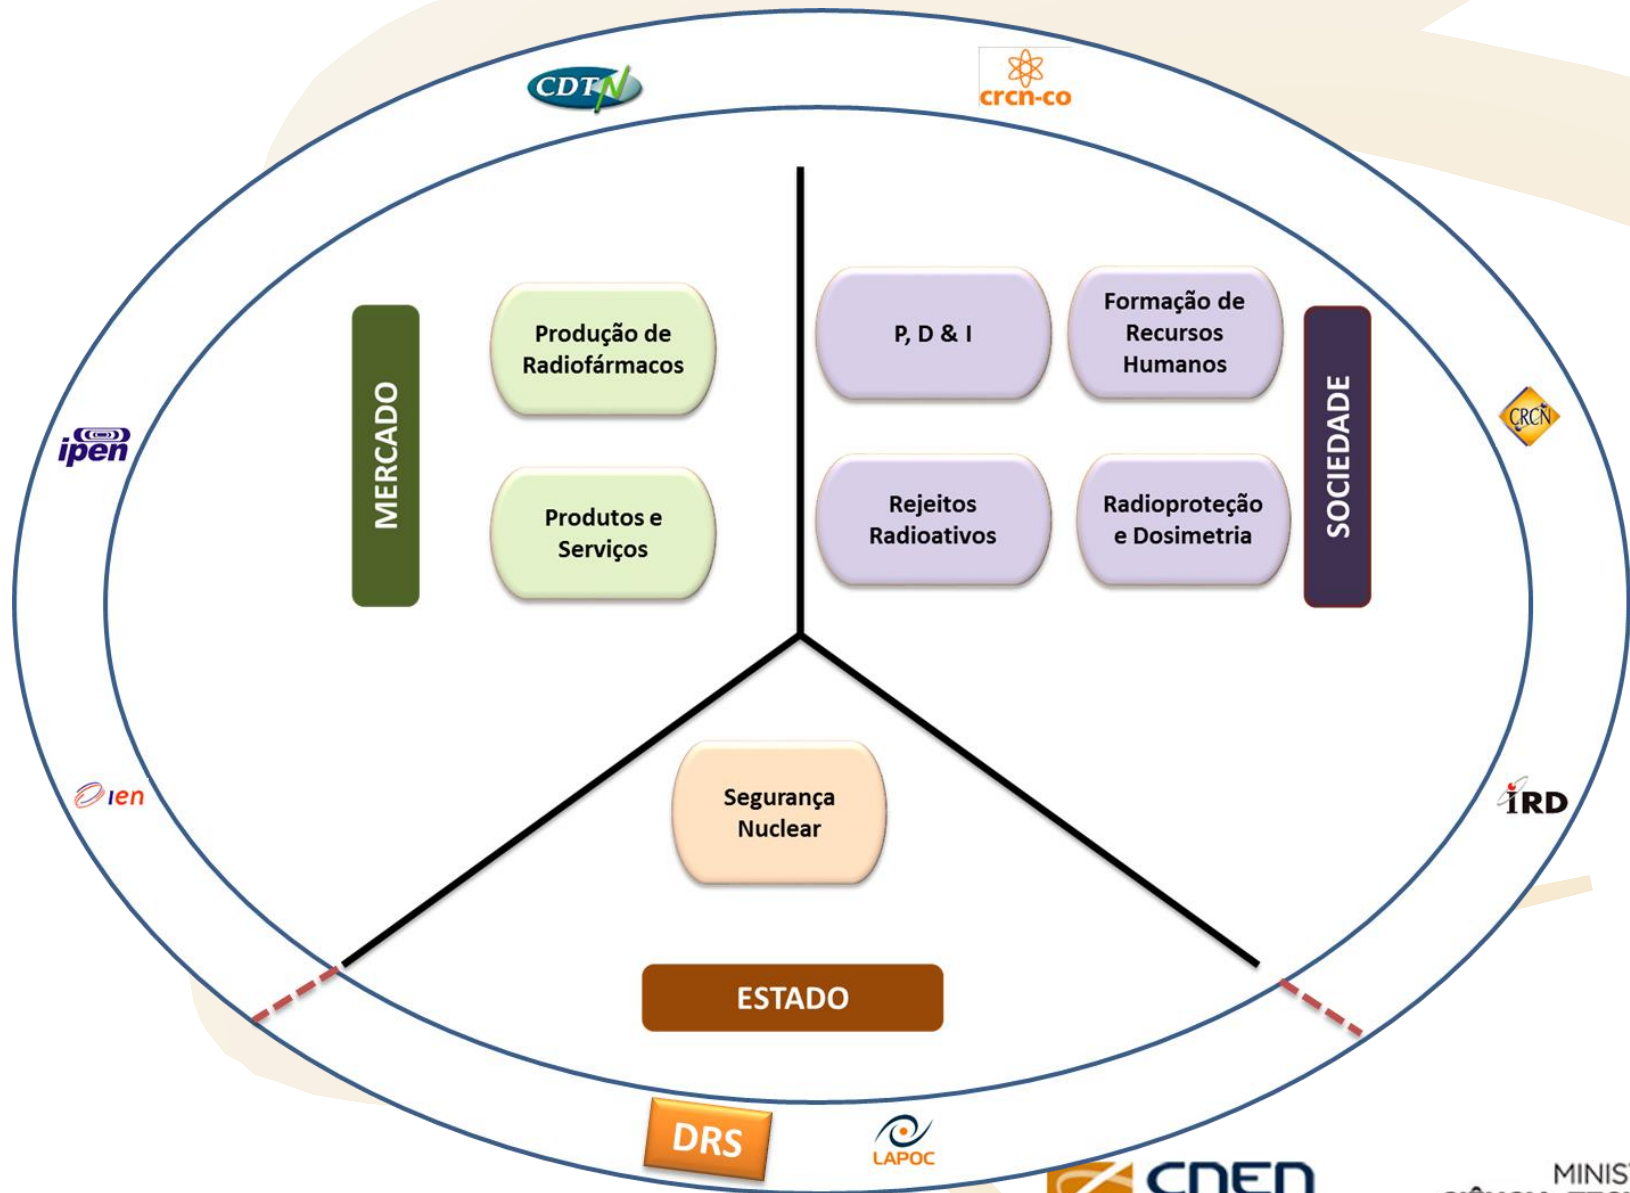 CDTN
crcn-co
MERCADO
Produção de
Radiofármacos
Produtos e
Serviços
P, D & I
Formação de
Recursos
Humanos
Rejeitos
Radioativos
Radioproteção
e Dosimetria
SOCIEDADE
ipen
CRCN
ien
IRD
Segurança
Nuclear
ESTADO
DRS
LAPOC
CNEN